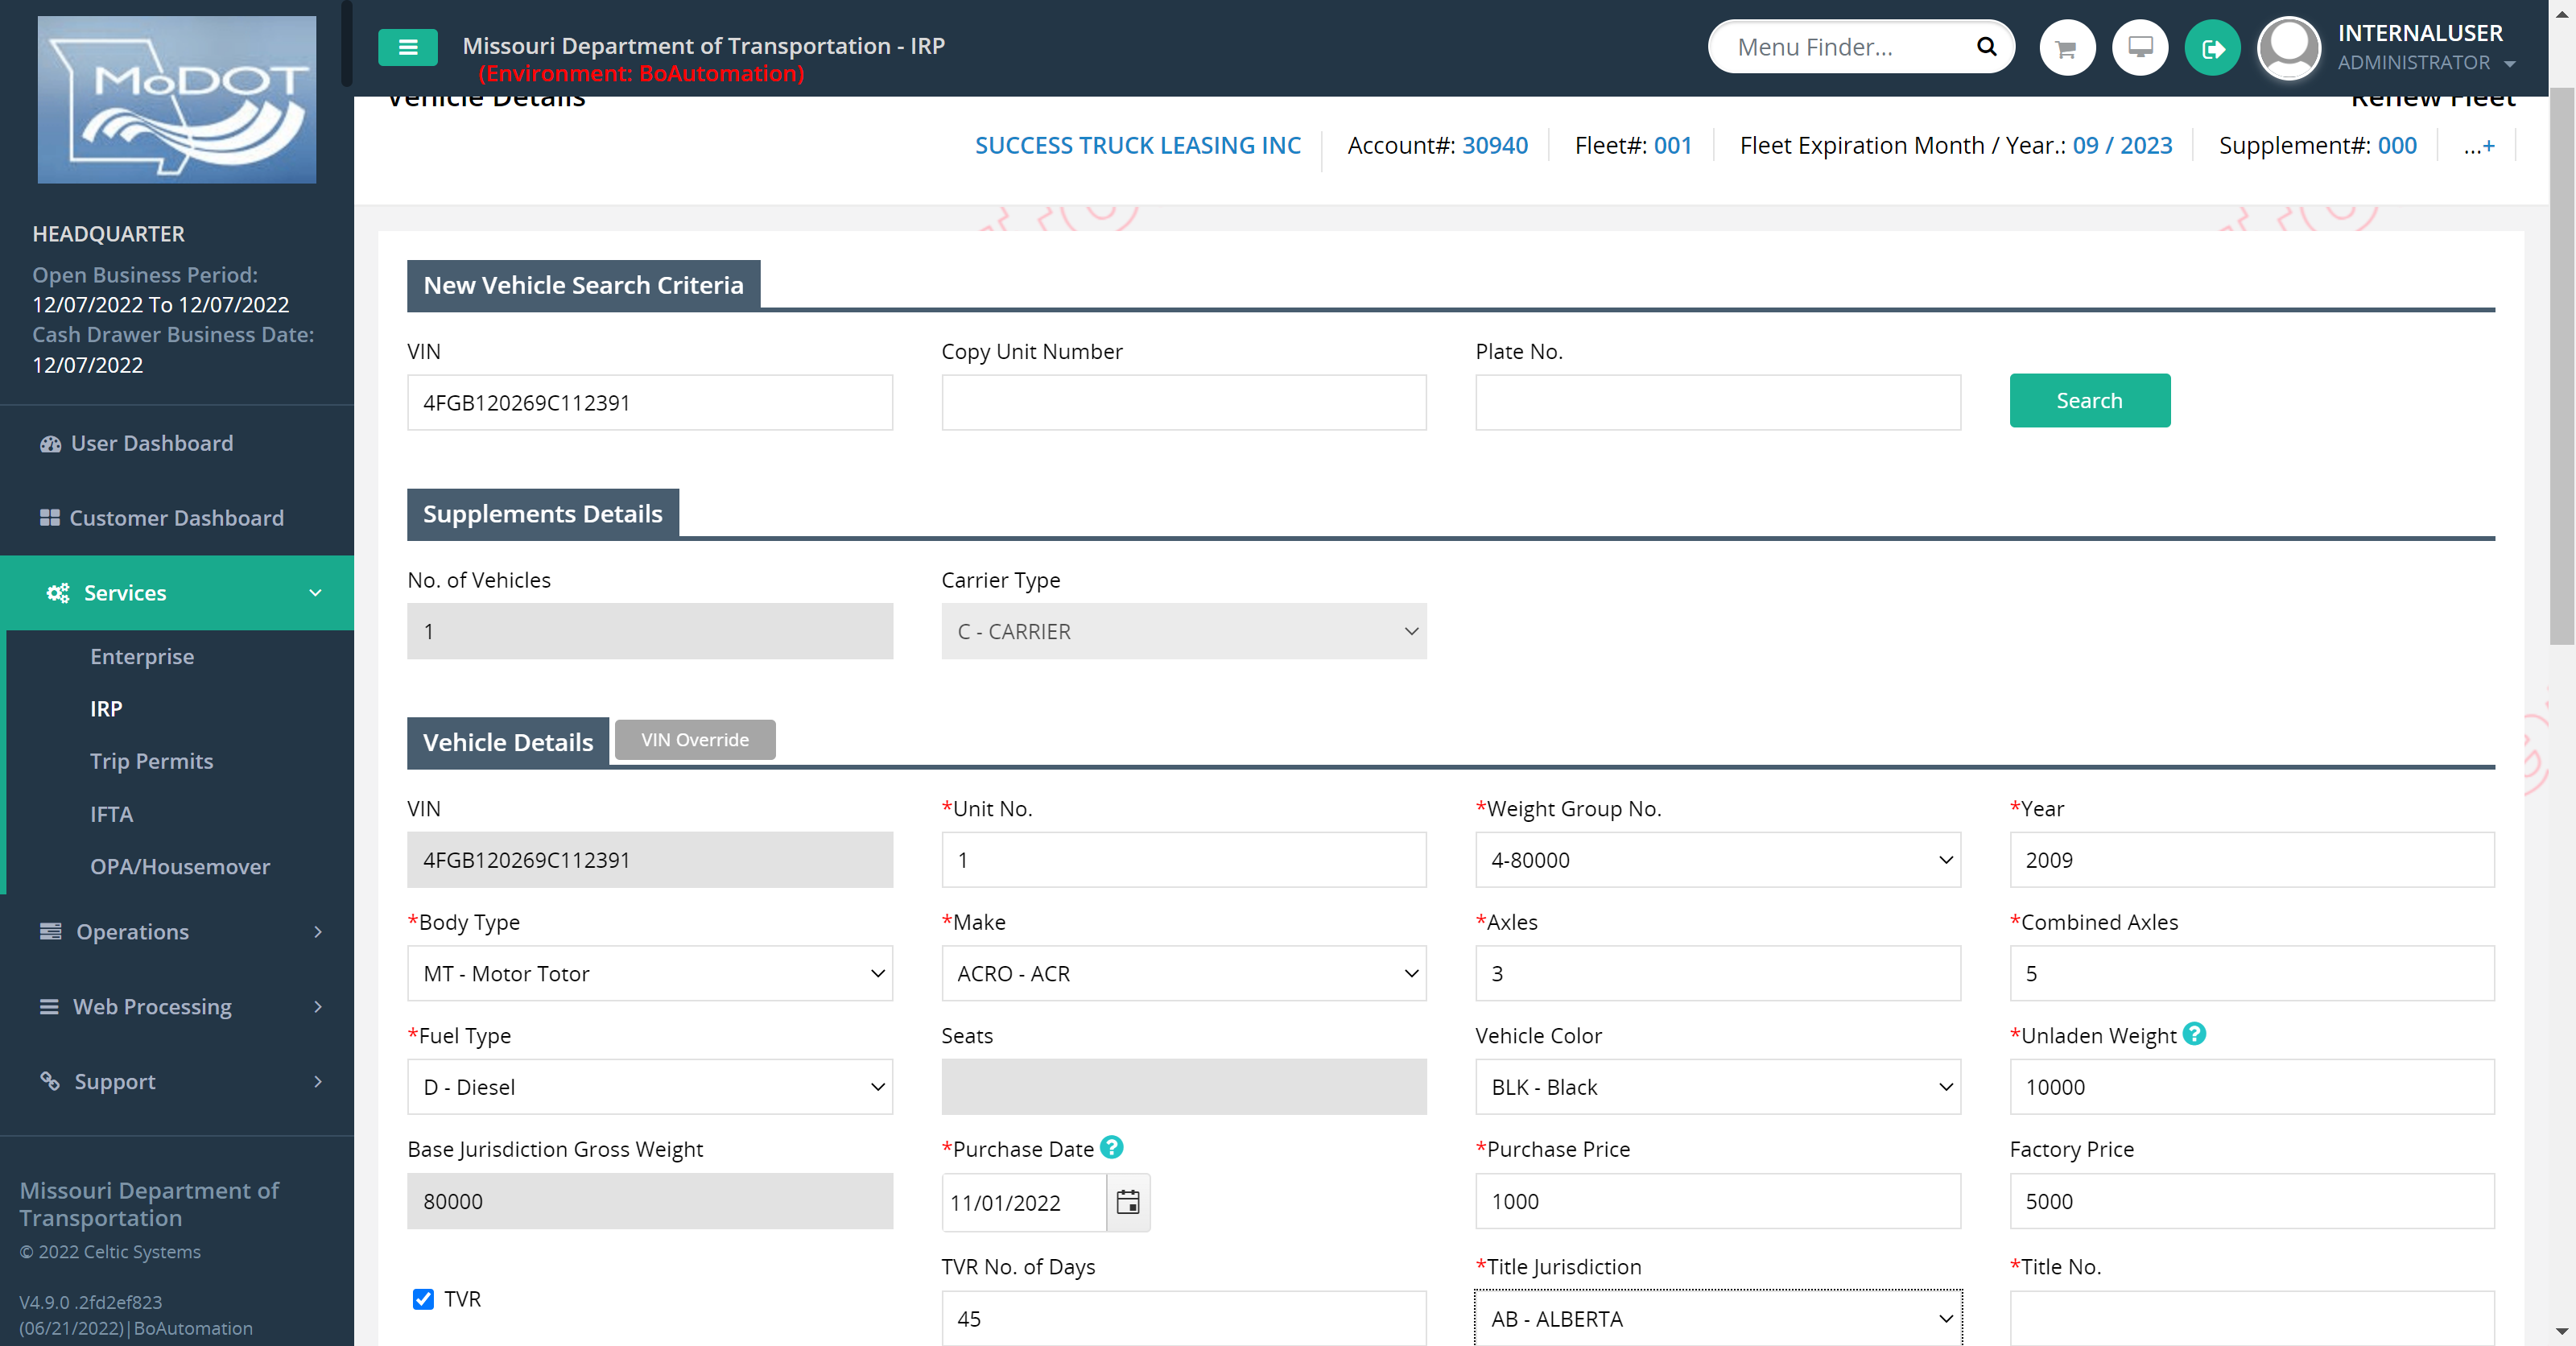 MoDOT
Missouri Department of Transportation - IRP
(Environment: BoAutomation)
Menu Finder...
INTERNALUSER
ADMINISTRATOR
Vehicle Details
Renew Fleet
SUCCESS TRUCK LEASING INC
Account#: 30940
Fleet#: 001
Fleet Expiration Month / Year.: 09 / 2023
Supplement#: 000
...+
HEADQUARTER
Open Business Period:
12/07/2022 To 12/07/2022
Cash Drawer Business Date:
12/07/2022
User Dashboard
Customer Dashboard
Services
Enterprise
IRP
Trip Permits
IFTA
OPA/Housemover
Operations
Web Processing
Support
Missouri Department of
Transportation
© 2022 Celtic Systems
V4.9.0 .2fd2ef823
(06/21/2022)|BoAutomation
New Vehicle Search Criteria
VIN
Copy Unit Number
Plate No.
4FGB120269C112391
Search
Supplements Details
No. of Vehicles
Carrier Type
1
C - CARRIER
Vehicle Details
VIN Override
VIN
*Unit No.
*Weight Group No.
*Year
4FGB120269C112391
1
4-80000
2009
*Body Type
*Make
*Axles
*Combined Axles
MT - Motor Totor
ACRO - ACR
3
5
*Fuel Type
Seats
Vehicle Color
*Unladen Weight ?
D - Diesel
BLK - Black
10000
Base Jurisdiction Gross Weight
*Purchase Date ?
*Purchase Price
Factory Price
80000
11/01/2022
1000
5000
TVR
TVR No. of Days
*Title Jurisdiction
*Title No.
45
AB - ALBERTA